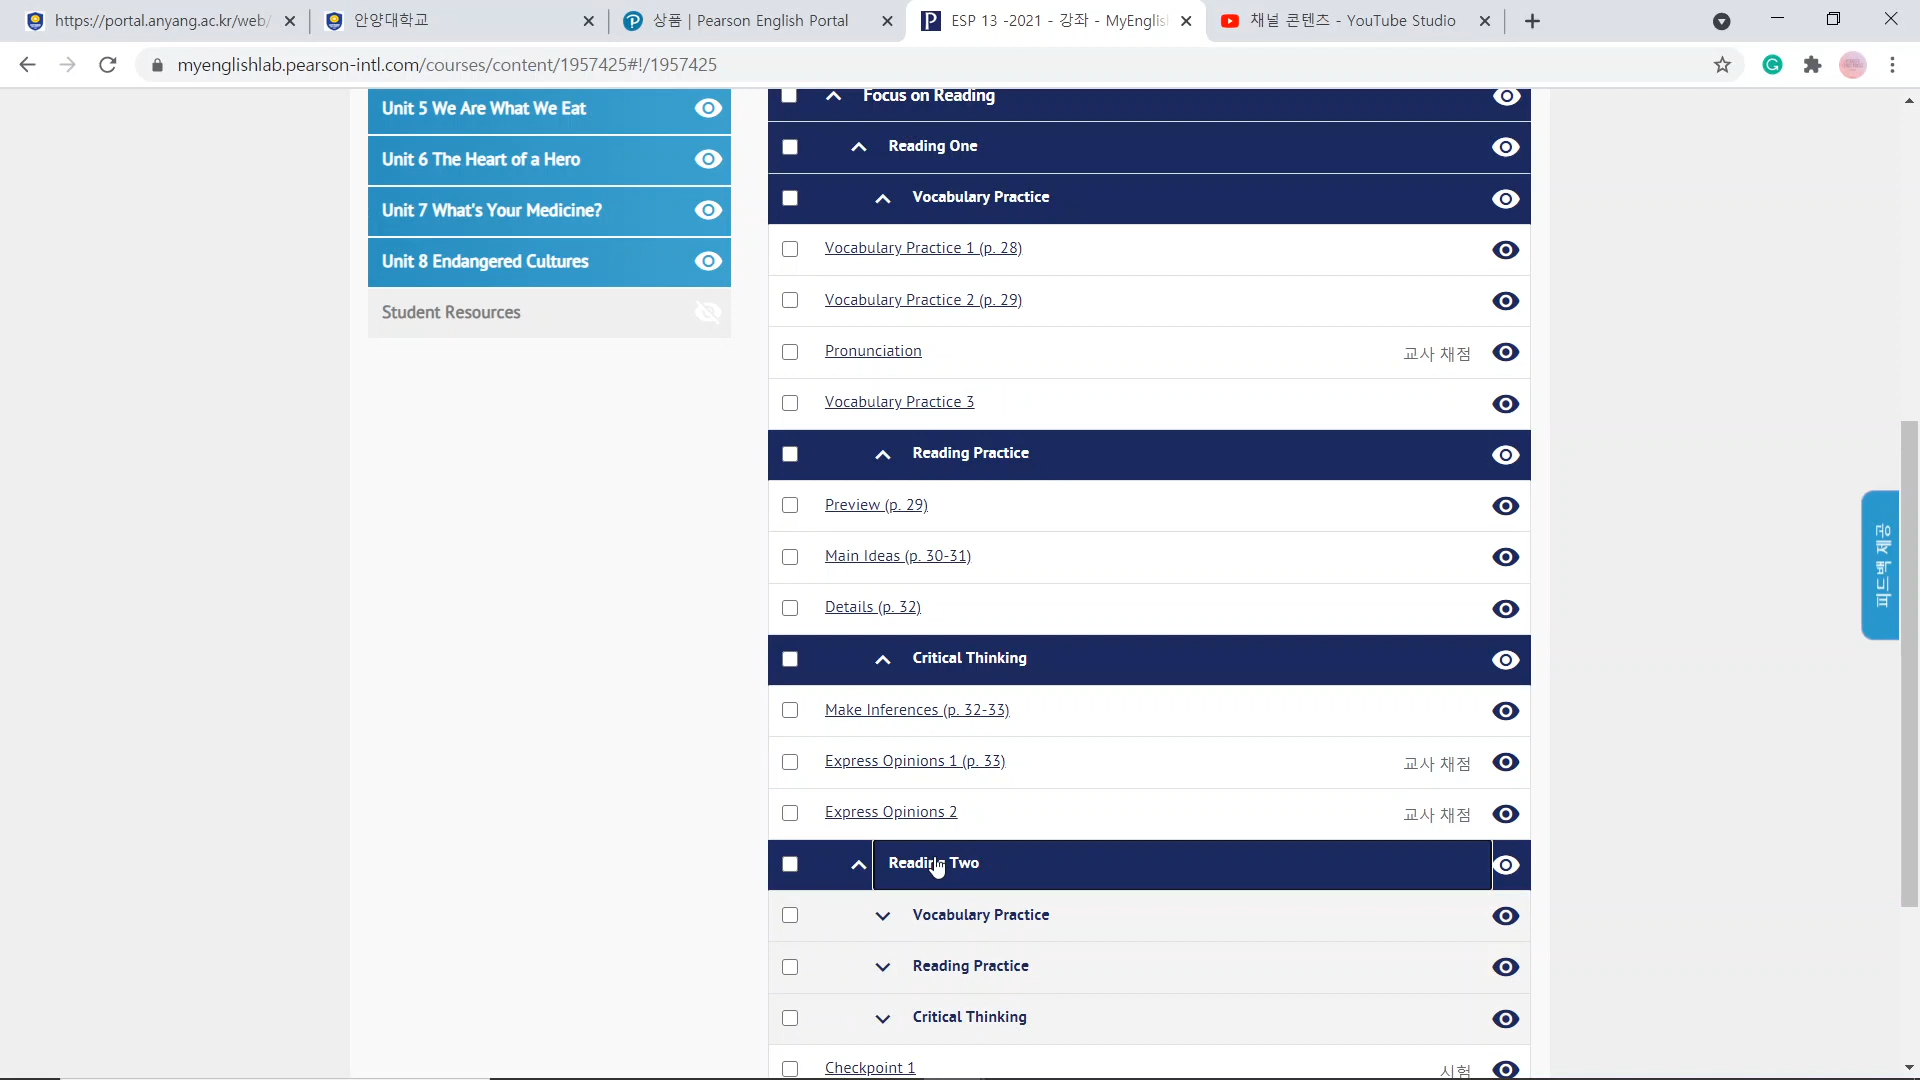 https://portal.anyang.ac.kr/web/
안양대학교
상품 | Pearson English Portal
ESP 13 -2021 - 강좌 - MyEnglish
채널 콘텐츠 - YouTube Studio
myenglishlab.pearson-intl.com/courses/content/1957425#!/1957425
Unit 5 We Are What We Eat
Unit 6 The Heart of a Hero
Unit 7 What's Your Medicine?
Unit 8 Endangered Cultures
Student Resources
Focus on Reading
Reading One
Vocabulary Practice
Vocabulary Practice 1 (p. 28)
Vocabulary Practice 2 (p. 29)
Pronunciation 교사 채점
Vocabulary Practice 3
Reading Practice
Preview (p. 29)
Main Ideas (p. 30-31)
Details (p. 32)
Critical Thinking
Make Inferences (p. 32-33)
Express Opinions 1 (p. 33) 교사 채점
Express Opinions 2 교사 채점
Reading Two
Vocabulary Practice
Reading Practice
Critical Thinking
Checkpoint 1 시험
피드백 제공